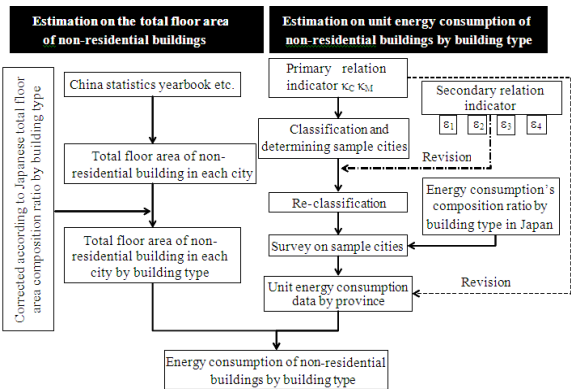 Estimation on the total floor area
of non-residential buildings
Estimation on unit energy consumption of
non-residential buildings by building type
Corrected according to Japanese total floor
area composition ratio by building type
China statistics yearbook etc.
Total floor area of non-
residential building in each city
Total floor area of non-
residential building in each
city by building type
Primary relation
indicator κC κM
Secondary relation
indicator
ε1 ε2 ε3 ε4
Classification and
determining sample cities
Revision
Re-classification
Energy consumption's
composition ratio by
building type in Japan
Survey on sample cities
Unit energy consumption
data by province
Revision
Energy consumption of non-residential
buildings by building type